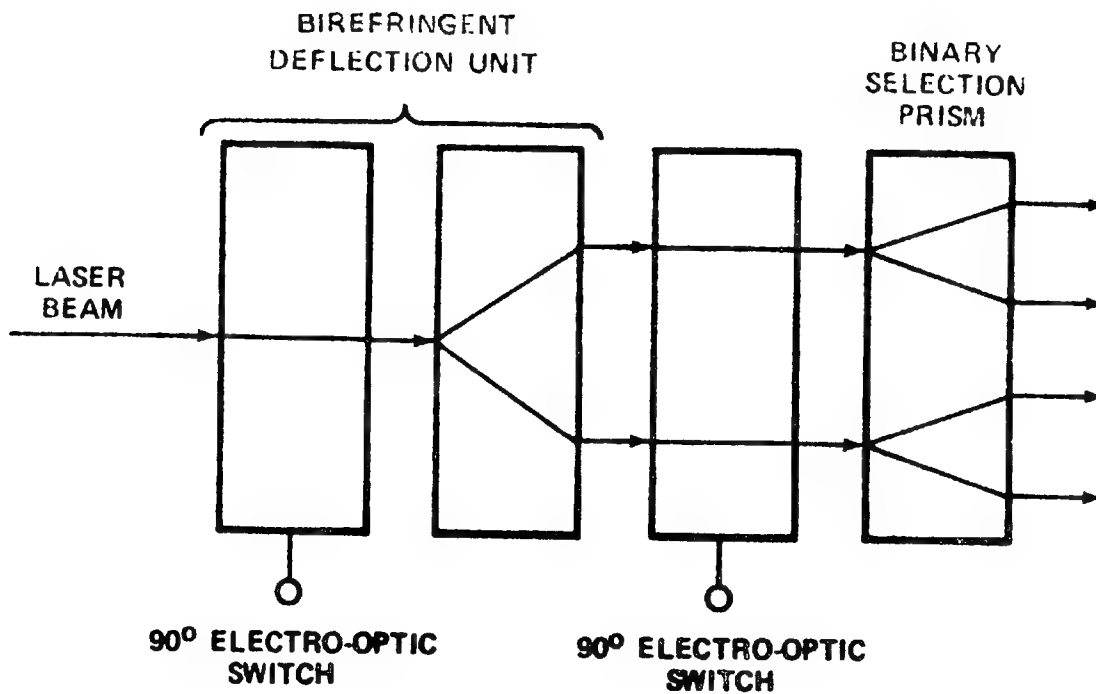 BIREFRINGENT
DEFLECTION UNIT
BINARY
SELECTION
PRISM
LASER
BEAM
90° ELECTRO-OPTIC
SWITCH
90° ELECTRO-OPTIC
SWITCH